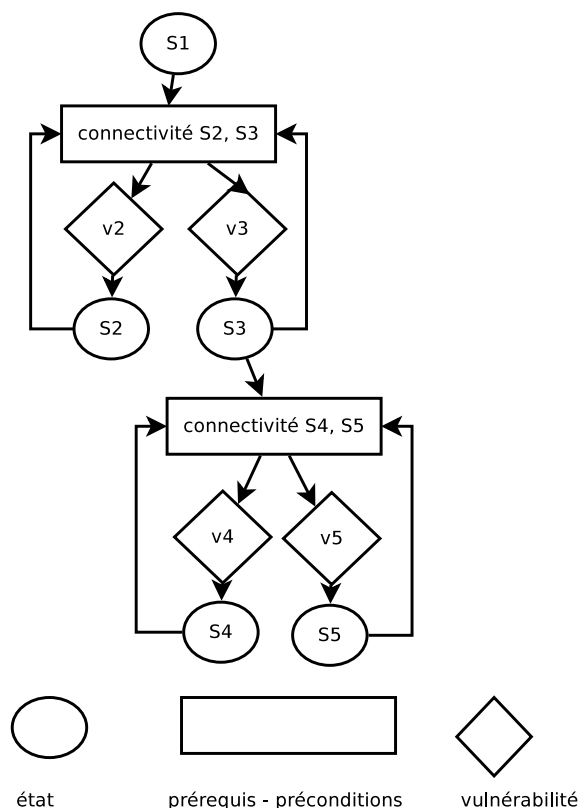 S1
connectivité S2, S3
v2
v3
S2
S3
connectivité S4, S5
v4
v5
S4
S5
état
prérequis - préconditions
vulnérabilité